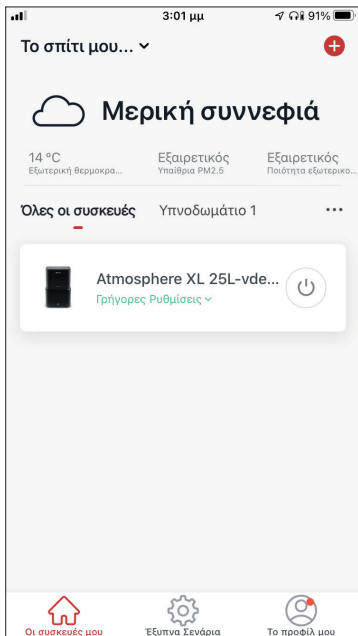 3:01 μμ 91%
Το σπίτι μου...
Μερική συννεφιά
14 °C Εξαιρετικός Εξαιρετικός
Εξωτερική θερμοκρα... Υπαίθρια PM2.5 Ποιότητα εξωτερικο...
Όλες οι συσκευές Υπνοδωμάτιο 1 ...
Atmosphere XL 25L-vde...
Γρήγορες Ρυθμίσεις
Οι συσκευές μου Έξυπνα Σενάρια Το προφίλ μου